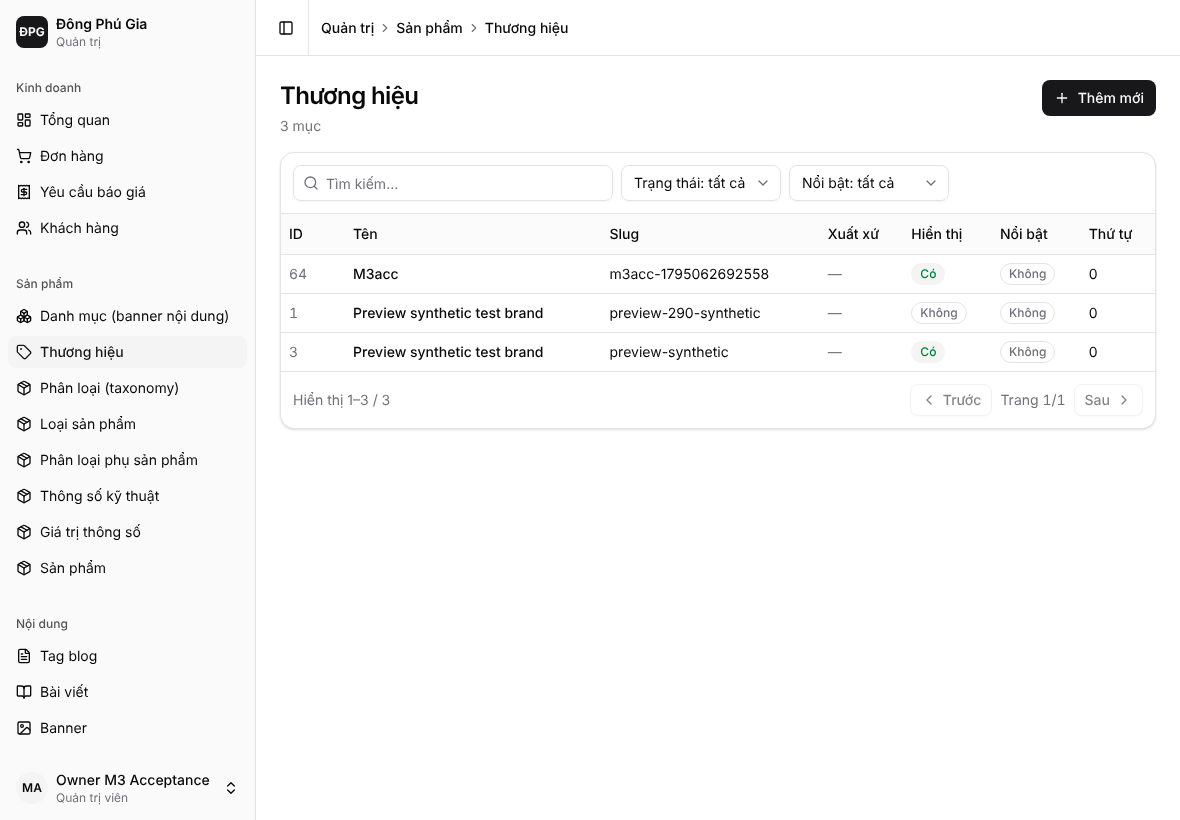 ĐPG
Đông Phú Gia
Quản trị
Kinh doanh
Tổng quan
Đơn hàng
Yêu cầu báo giá
Khách hàng
Sản phẩm
Danh mục (banner nội dung)
Thương hiệu
Phân loại (taxonomy)
Loại sản phẩm
Phân loại phụ sản phẩm
Thông số kỹ thuật
Giá trị thông số
Sản phẩm
Nội dung
Tag blog
Bài viết
Banner
MA
Owner M3 Acceptance
Quản trị viên
Quản trị > Sản phẩm > Thương hiệu
Thương hiệu
3 mục
+ Thêm mới
Tìm kiếm... Trạng thái: tất cả Nổi bật: tất cả
ID Tên Slug Xuất xứ Hiển thị Nổi bật Thứ tự
64 M3acc m3acc-1795062692558 — Có Không 0
1 Preview synthetic test brand preview-290-synthetic — Không Không 0
3 Preview synthetic test brand preview-synthetic — Có Không 0
Hiển thị 1–3 / 3 Trước Trang 1/1 Sau